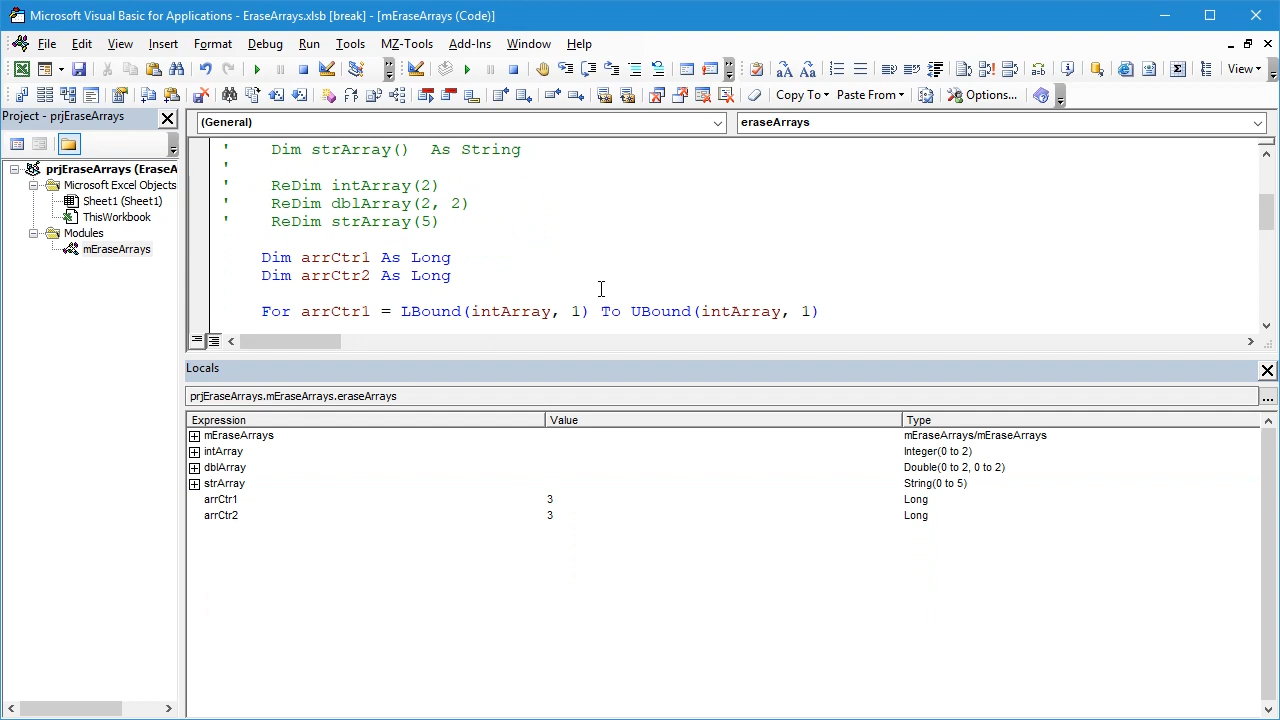 Microsoft Visual Basic for Applications - EraseArrays.xlsb [break] - [mEraseArrays (Code)]
File Edit View Insert Format Debug Run Tools MZ-Tools Add-Ins Window Help
View
Copy To Paste From Options...
Project - prjEraseArrays
prjEraseArrays (EraseA
Microsoft Excel Objects
Sheet1 (Sheet1)
ThisWorkbook
Modules
mEraseArrays
(General) eraseArrays
' Dim strArray() As String
'
' ReDim intArray(2)
' ReDim dblArray(2, 2)
' ReDim strArray(5)
Dim arrCtr1 As Long
Dim arrCtr2 As Long
For arrCtr1 = LBound(intArray, 1) To UBound(intArray, 1)
Locals
prjEraseArrays.mEraseArrays.eraseArrays ...
Expression Value Type
mEraseArrays mEraseArrays/mEraseArrays
intArray Integer(0 to 2)
dblArray Double(0 to 2, 0 to 2)
strArray String(0 to 5)
arrCtr1 3 Long
arrCtr2 3 Long